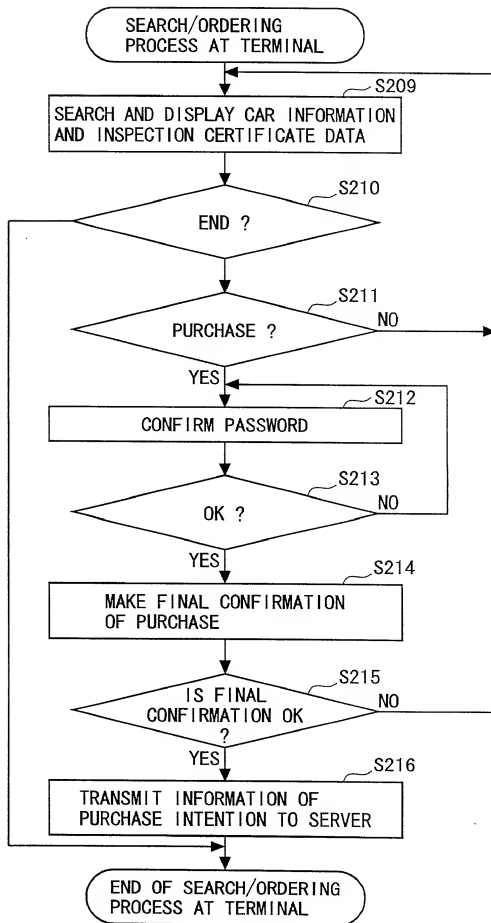 SEARCH/ORDERING
PROCESS AT TERMINAL
S209
SEARCH AND DISPLAY CAR INFORMATION
AND INSPECTION CERTIFICATE DATA
S210
END ?
S211
PURCHASE ?
NO
YES
S212
CONFIRM PASSWORD
S213
OK ?
NO
YES
S214
MAKE FINAL CONFIRMATION
OF PURCHASE
S215
IS FINAL
CONFIRMATION OK
?
NO
YES
S216
TRANSMIT INFORMATION OF
PURCHASE INTENTION TO SERVER
END OF SEARCH/ORDERING
PROCESS AT TERMINAL